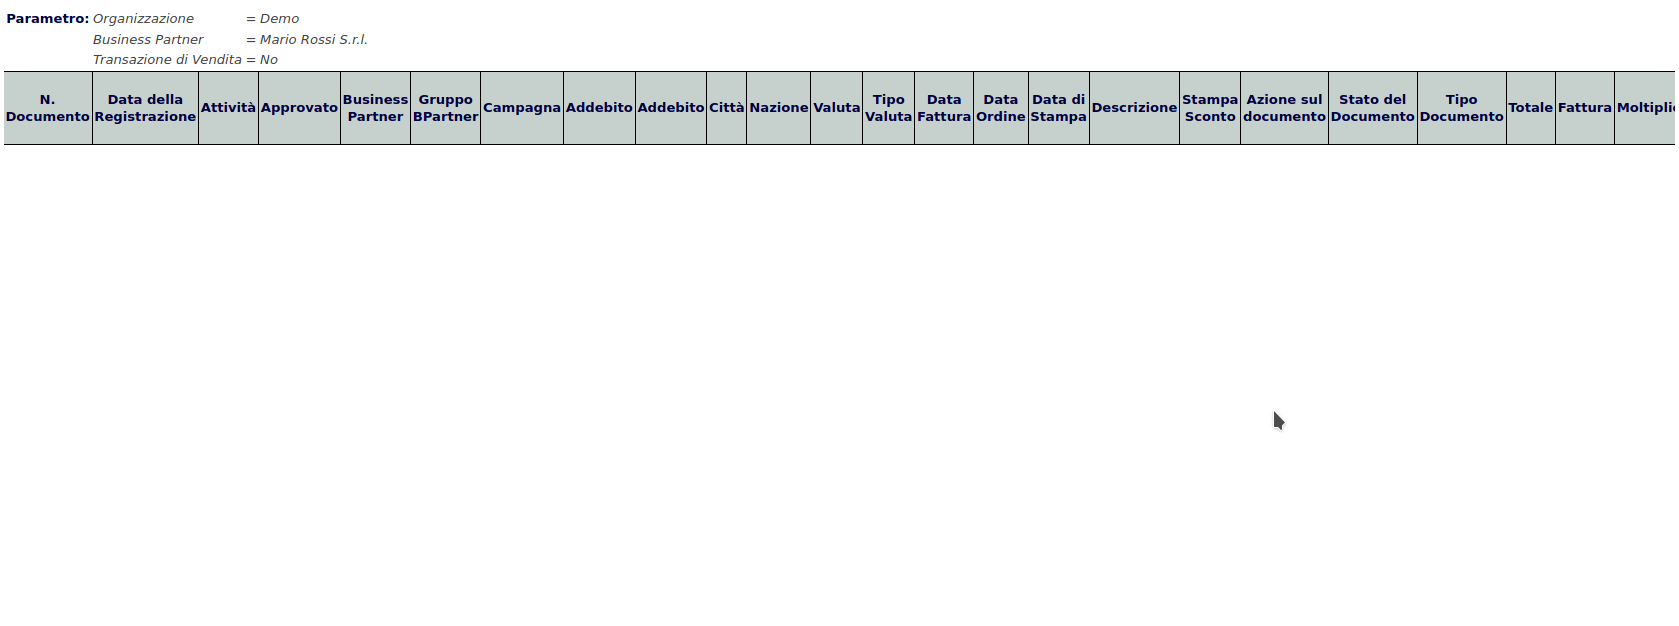 Parametro: Organizzazione = Demo
Business Partner = Mario Rossi S.r.l.
Transazione di Vendita = No
N. Documento Data della Registrazione Attività Approvato Business Partner Gruppo BPartner Campagna Addebito Addebito Città Nazione Valuta Tipo Valuta Data Fattura Data Ordine Data di Stampa Descrizione Stampa Sconto Azione sul documento Stato del Documento Tipo Documento Totale Fattura Moltiplic